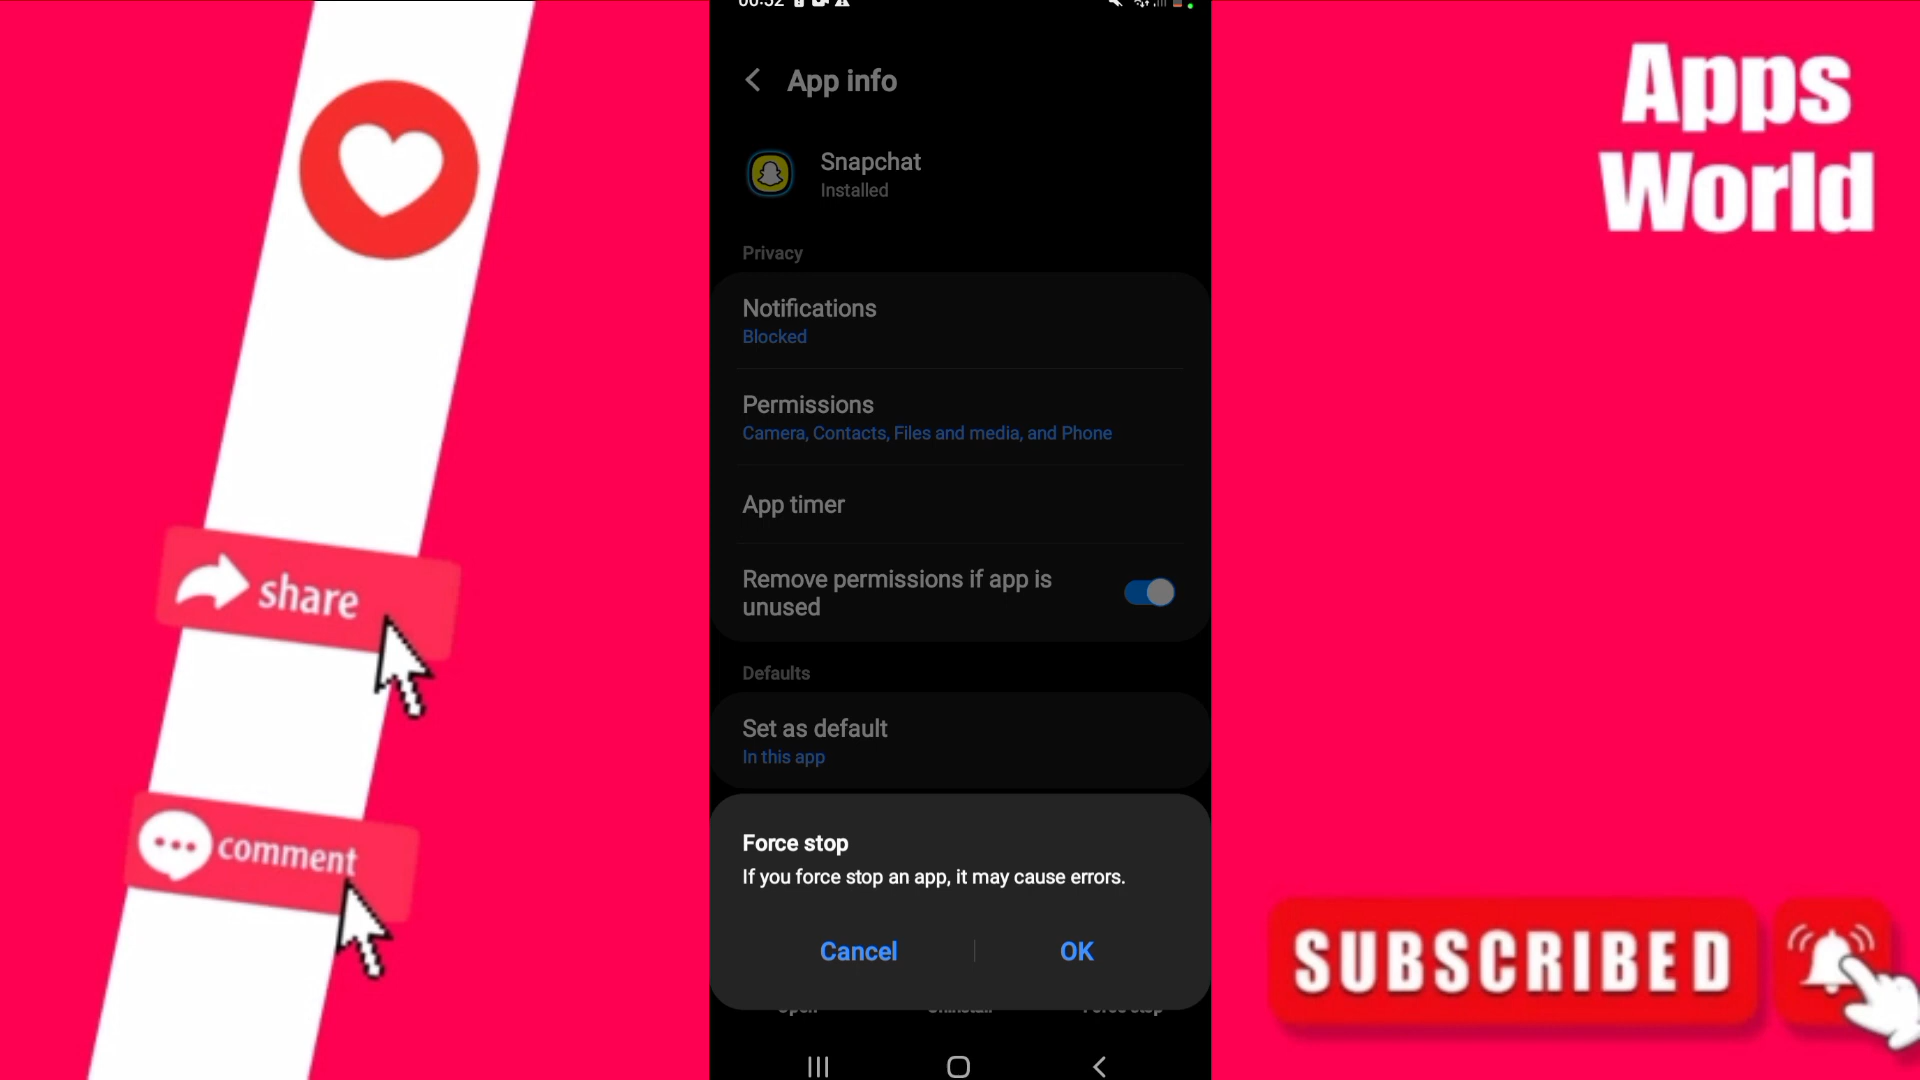 App info
Snapchat
Installed
Privacy
Notifications
Blocked
Permissions
Camera, Contacts, Files and media, and Phone
App timer
Remove permissions if app is
unused
Defaults
Set as default
In this app
Force stop
If you force stop an app, it may cause errors.
Cancel
OK
share
comment
Apps
World
SUBSCRIBED